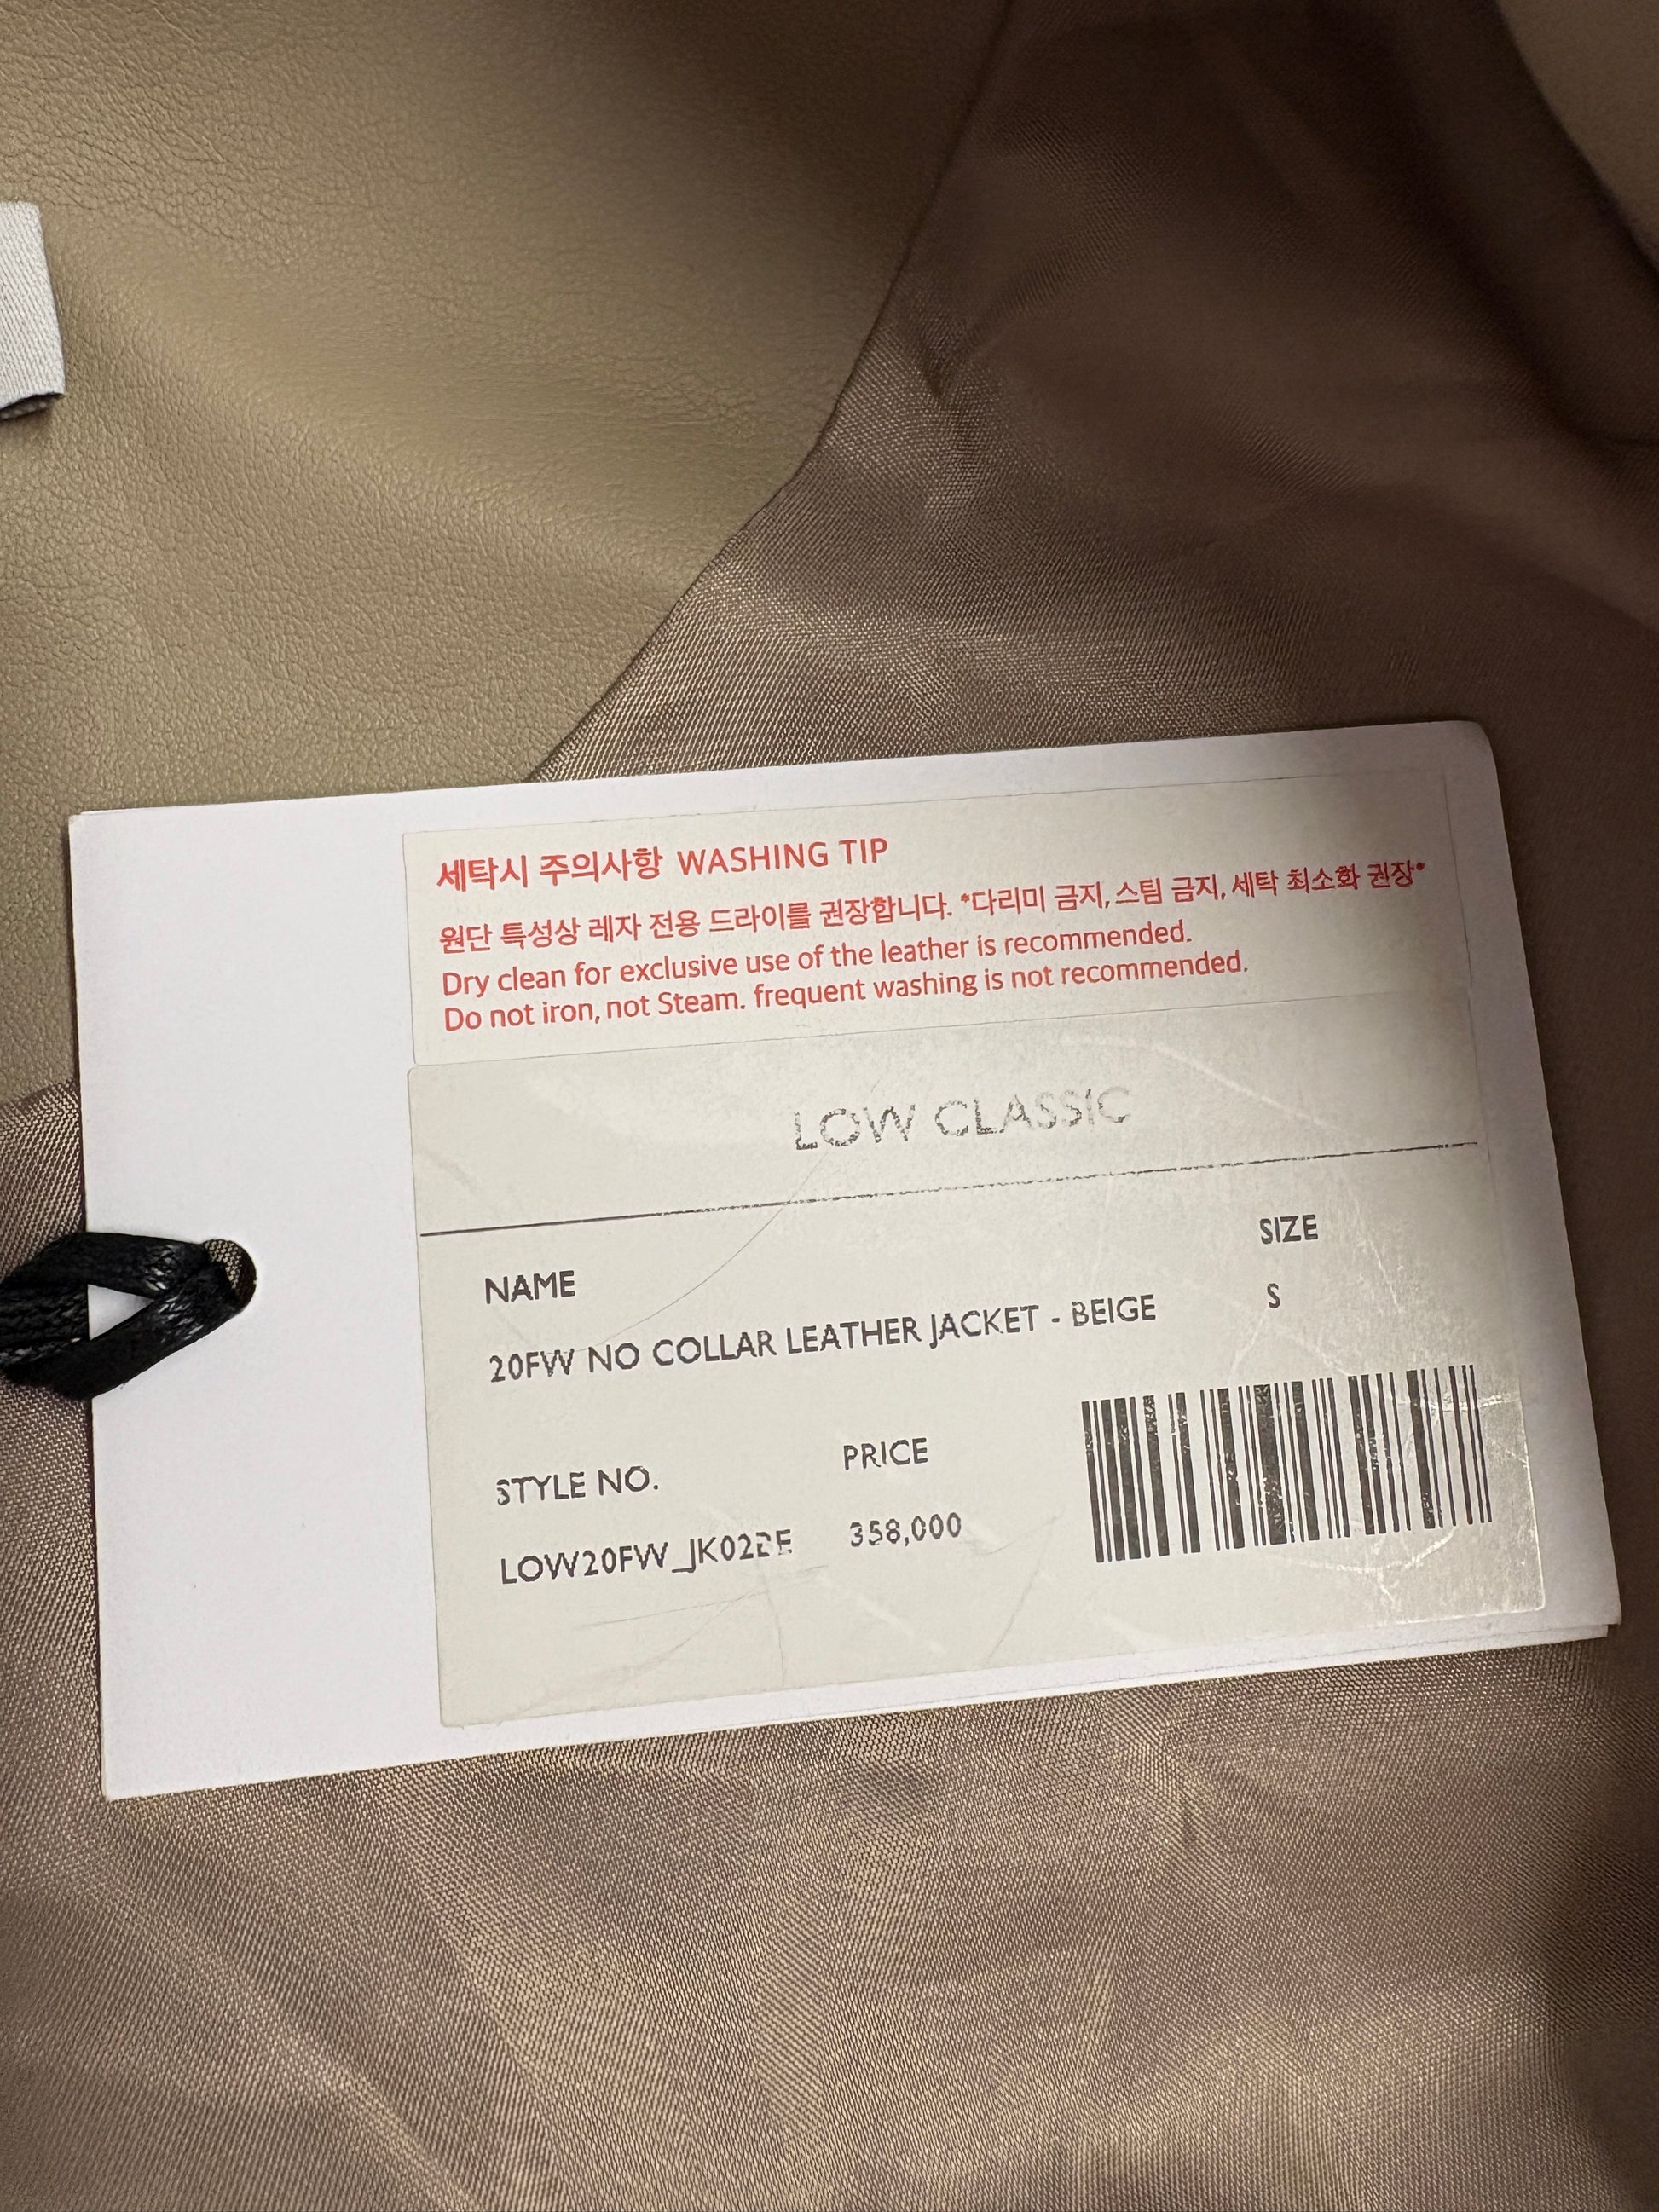 세탁시 주의사항 WASHING TIP
원단 특성상 레자 전용 드라이를 권장합니다. *다리미 금지, 스팀 금지, 세탁 최소화 권장*
Dry clean for exclusive use of the leather is recommended.
Do not iron, not Steam. frequent washing is not recommended.
LOW CLASSIC
NAME SIZE
20FW NO COLLAR LEATHER JACKET - BEIGE S
STYLE NO. PRICE
LOW20FW_JK02BE 358,000